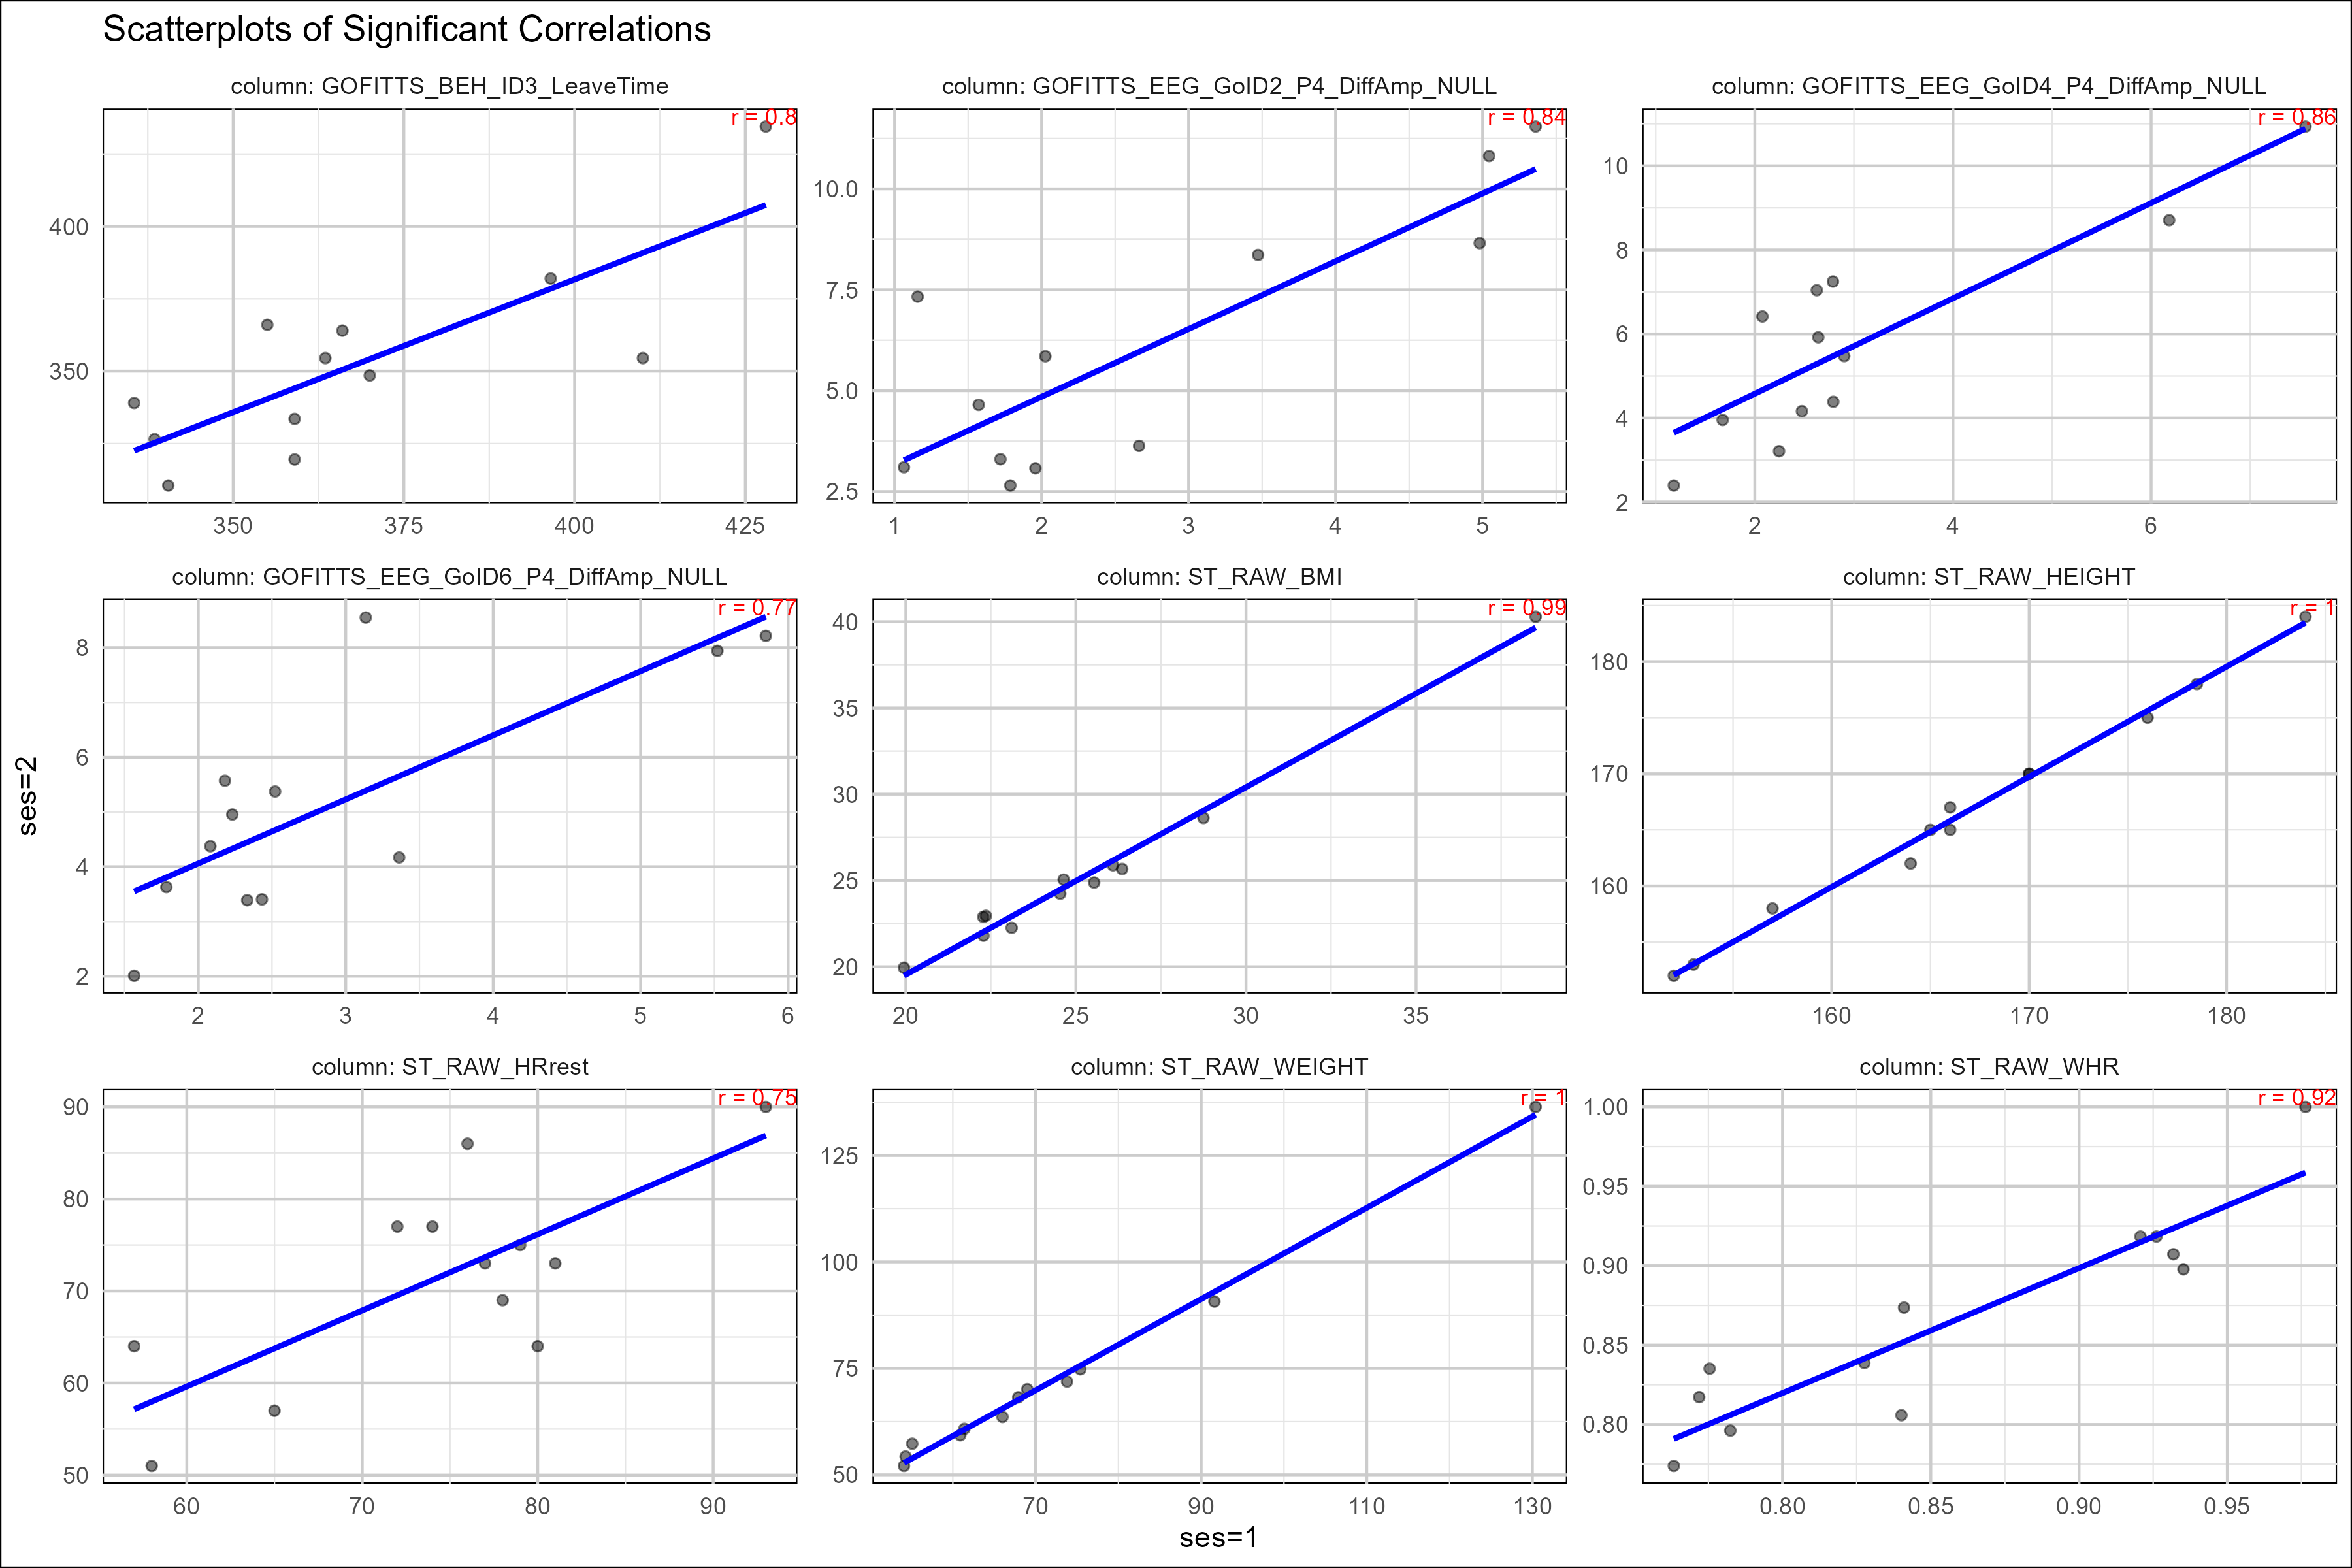 Scatterplots of Significant Correlations
column: GOFITTS_BEH_ID3_LeaveTime
r = 0.8
400
350
350 375 400 425
column: GOFITTS_EEG_GoID2_P4_DiffAmp_NULL
r = 0.84
10.0
7.5
5.0
2.5
1 2 3 4 5
column: GOFITTS_EEG_GoID4_P4_DiffAmp_NULL
r = 0.86
10
8
6
4
2
2 4 6
column: GOFITTS_EEG_GoID6_P4_DiffAmp_NULL
r = 0.77
8
6
4
2
2 3 4 5 6
column: ST_RAW_BMI
r = 0.99
40
35
30
25
20
20 25 30 35
column: ST_RAW_HEIGHT
r = 1
180
170
160
160 170 180
column: ST_RAW_HRrest
r = 0.75
90
80
70
60
50
60 70 80 90
column: ST_RAW_WEIGHT
r = 1
125
100
75
50
70 90 110 130
column: ST_RAW_WHR
r = 0.92
1.00
0.95
0.90
0.85
0.80
0.80 0.85 0.90 0.95
ses=2
ses=1